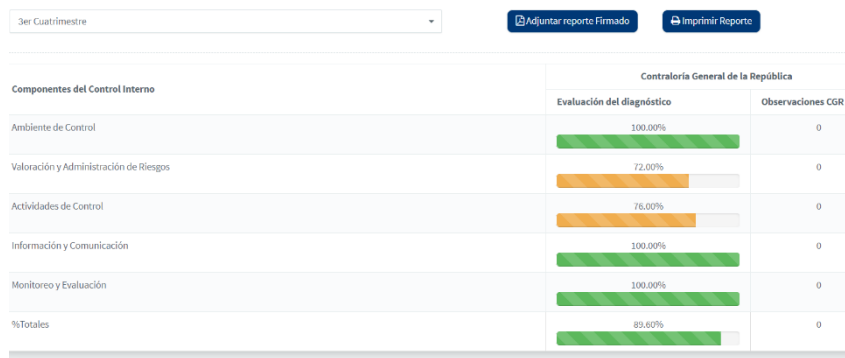 3er Cuatrimestre
Adjuntar reporte Firmado
Imprimir Reporte
Componentes del Control Interno
Contraloría General de la República
Evaluación del diagnóstico
Observaciones CGR
Ambiente de Control
100.00%
0
Valoración y Administración de Riesgos
72.00%
0
Actividades de Control
76.00%
0
Información y Comunicación
100.00%
0
Monitoreo y Evaluación
100.00%
0
%Totales
89.60%
0